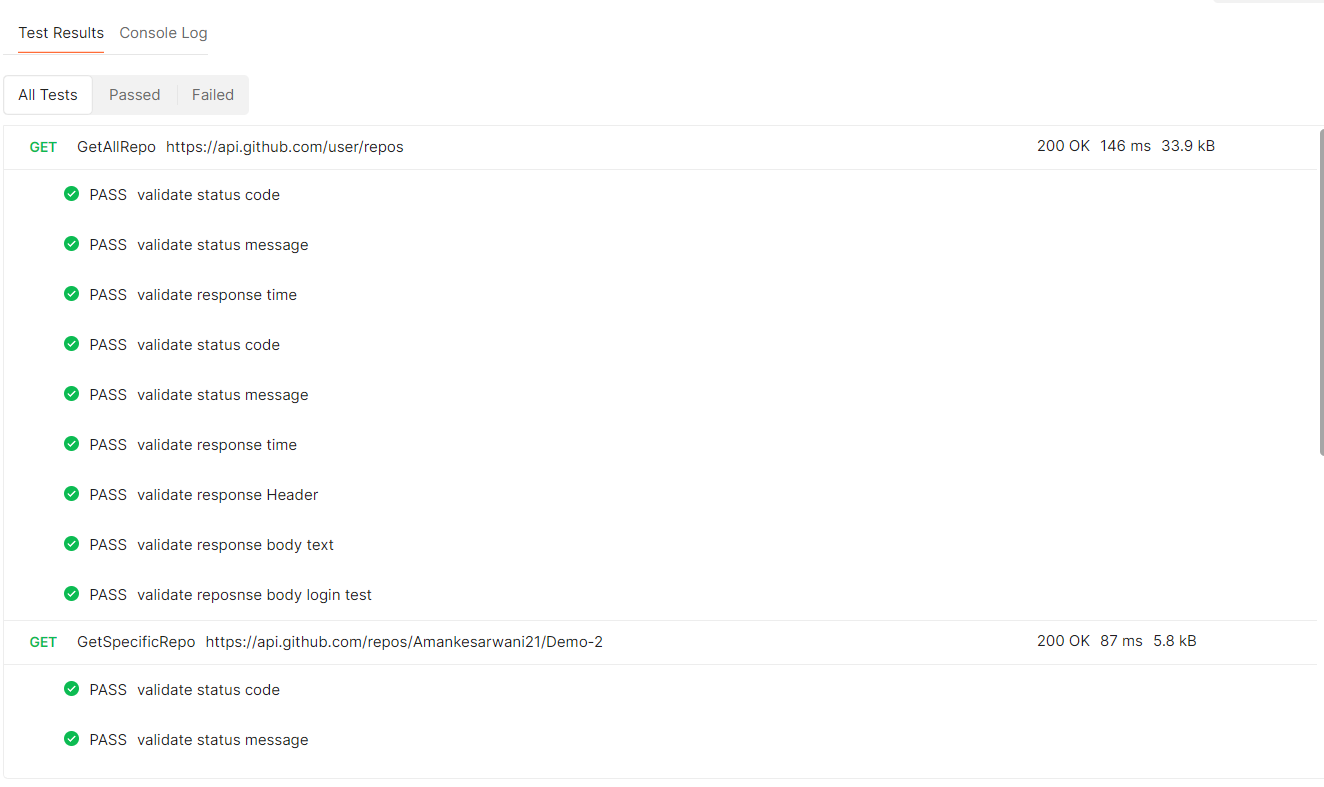 Test Results Console Log
All Tests Passed Failed
GET GetAllRepo https://api.github.com/user/repos 200 OK 146 ms 33.9 kB
PASS validate status code
PASS validate status message
PASS validate response time
PASS validate status code
PASS validate status message
PASS validate response time
PASS validate response Header
PASS validate response body text
PASS validate reposnse body login test
GET GetSpecificRepo https://api.github.com/repos/Amankesarwani21/Demo-2 200 OK 87 ms 5.8 kB
PASS validate status code
PASS validate status message